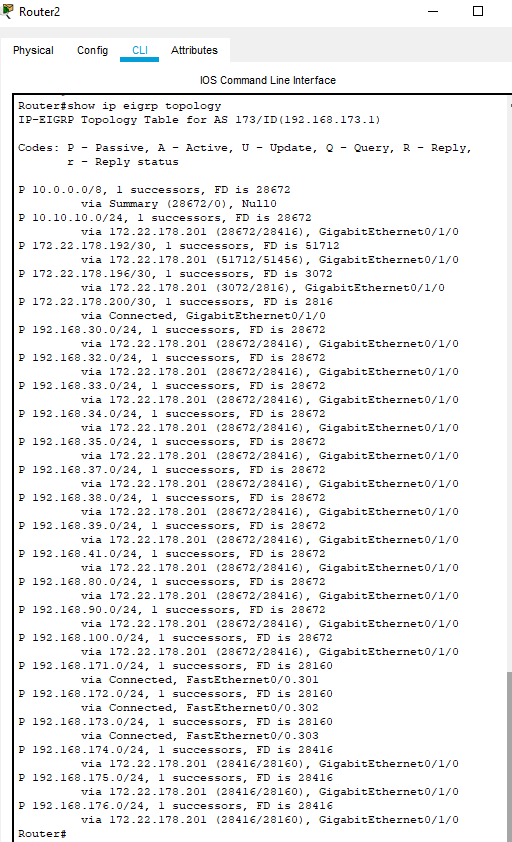 Router2
Physical Config CLI Attributes
IOS Command Line Interface
Router#show ip eigrp topology
IP-EIGRP Topology Table for AS 173/ID(192.168.173.1)
Codes: P - Passive, A - Active, U - Update, Q - Query, R - Reply,
r - Reply status
P 10.0.0.0/8, 1 successors, FD is 28672
via Summary (28672/0), Null0
P 10.10.10.0/24, 1 successors, FD is 28672
via 172.22.178.201 (28672/28416), GigabitEthernet0/1/0
P 172.22.178.192/30, 1 successors, FD is 51712
via 172.22.178.201 (51712/51456), GigabitEthernet0/1/0
P 172.22.178.196/30, 1 successors, FD is 3072
via 172.22.178.201 (3072/2816), GigabitEthernet0/1/0
P 172.22.178.200/30, 1 successors, FD is 2816
via Connected, GigabitEthernet0/1/0
P 192.168.30.0/24, 1 successors, FD is 28672
via 172.22.178.201 (28672/28416), GigabitEthernet0/1/0
P 192.168.32.0/24, 1 successors, FD is 28672
via 172.22.178.201 (28672/28416), GigabitEthernet0/1/0
P 192.168.33.0/24, 1 successors, FD is 28672
via 172.22.178.201 (28672/28416), GigabitEthernet0/1/0
P 192.168.34.0/24, 1 successors, FD is 28672
via 172.22.178.201 (28672/28416), GigabitEthernet0/1/0
P 192.168.35.0/24, 1 successors, FD is 28672
via 172.22.178.201 (28672/28416), GigabitEthernet0/1/0
P 192.168.37.0/24, 1 successors, FD is 28672
via 172.22.178.201 (28672/28416), GigabitEthernet0/1/0
P 192.168.38.0/24, 1 successors, FD is 28672
via 172.22.178.201 (28672/28416), GigabitEthernet0/1/0
P 192.168.39.0/24, 1 successors, FD is 28672
via 172.22.178.201 (28672/28416), GigabitEthernet0/1/0
P 192.168.41.0/24, 1 successors, FD is 28672
via 172.22.178.201 (28672/28416), GigabitEthernet0/1/0
P 192.168.80.0/24, 1 successors, FD is 28672
via 172.22.178.201 (28672/28416), GigabitEthernet0/1/0
P 192.168.90.0/24, 1 successors, FD is 28672
via 172.22.178.201 (28672/28416), GigabitEthernet0/1/0
P 192.168.100.0/24, 1 successors, FD is 28672
via 172.22.178.201 (28672/28416), GigabitEthernet0/1/0
P 192.168.171.0/24, 1 successors, FD is 28160
via Connected, FastEthernet0/0.301
P 192.168.172.0/24, 1 successors, FD is 28160
via Connected, FastEthernet0/0.302
P 192.168.173.0/24, 1 successors, FD is 28160
via Connected, FastEthernet0/0.303
P 192.168.174.0/24, 1 successors, FD is 28416
via 172.22.178.201 (28416/28160), GigabitEthernet0/1/0
P 192.168.175.0/24, 1 successors, FD is 28416
via 172.22.178.201 (28416/28160), GigabitEthernet0/1/0
P 192.168.176.0/24, 1 successors, FD is 28416
via 172.22.178.201 (28416/28160), GigabitEthernet0/1/0
Router#